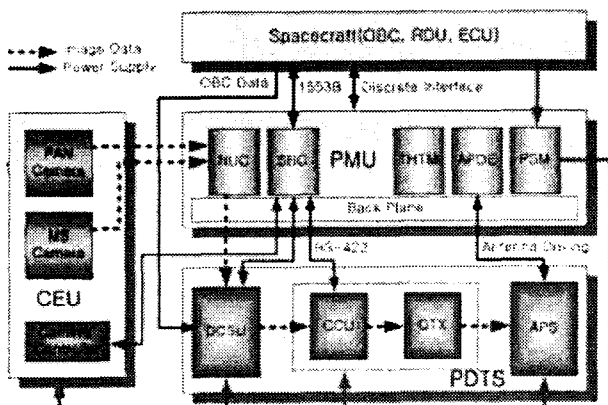 Spacecraft(OBC, RDU, ECU)
Image Data
Power Supply
OBC Data
1553B
Discrete Interface
PAN
Camera
MS
Camera
CEU
NUC
SBC
PMU
THTM
APDE
PSM
Back Plane
RS-422
Antenna Driving
DCSU
CCU
QTX
APS
PDTS